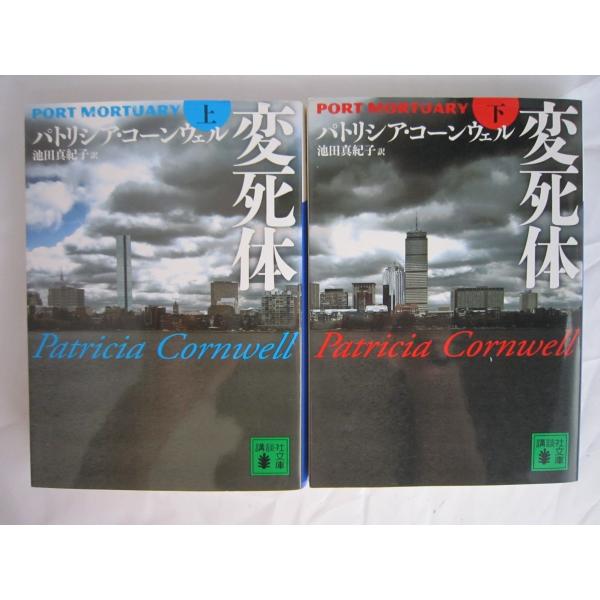 PORT MORTUARY
上
パトリシア・コーンウェル
池田真紀子 訳
変死体
Patricia Cornwell
講談社
文庫
PORT MORTUARY
下
パトリシア・コーンウェル
池田真紀子 訳
変死体
Patricia Cornwell
講談社
文庫